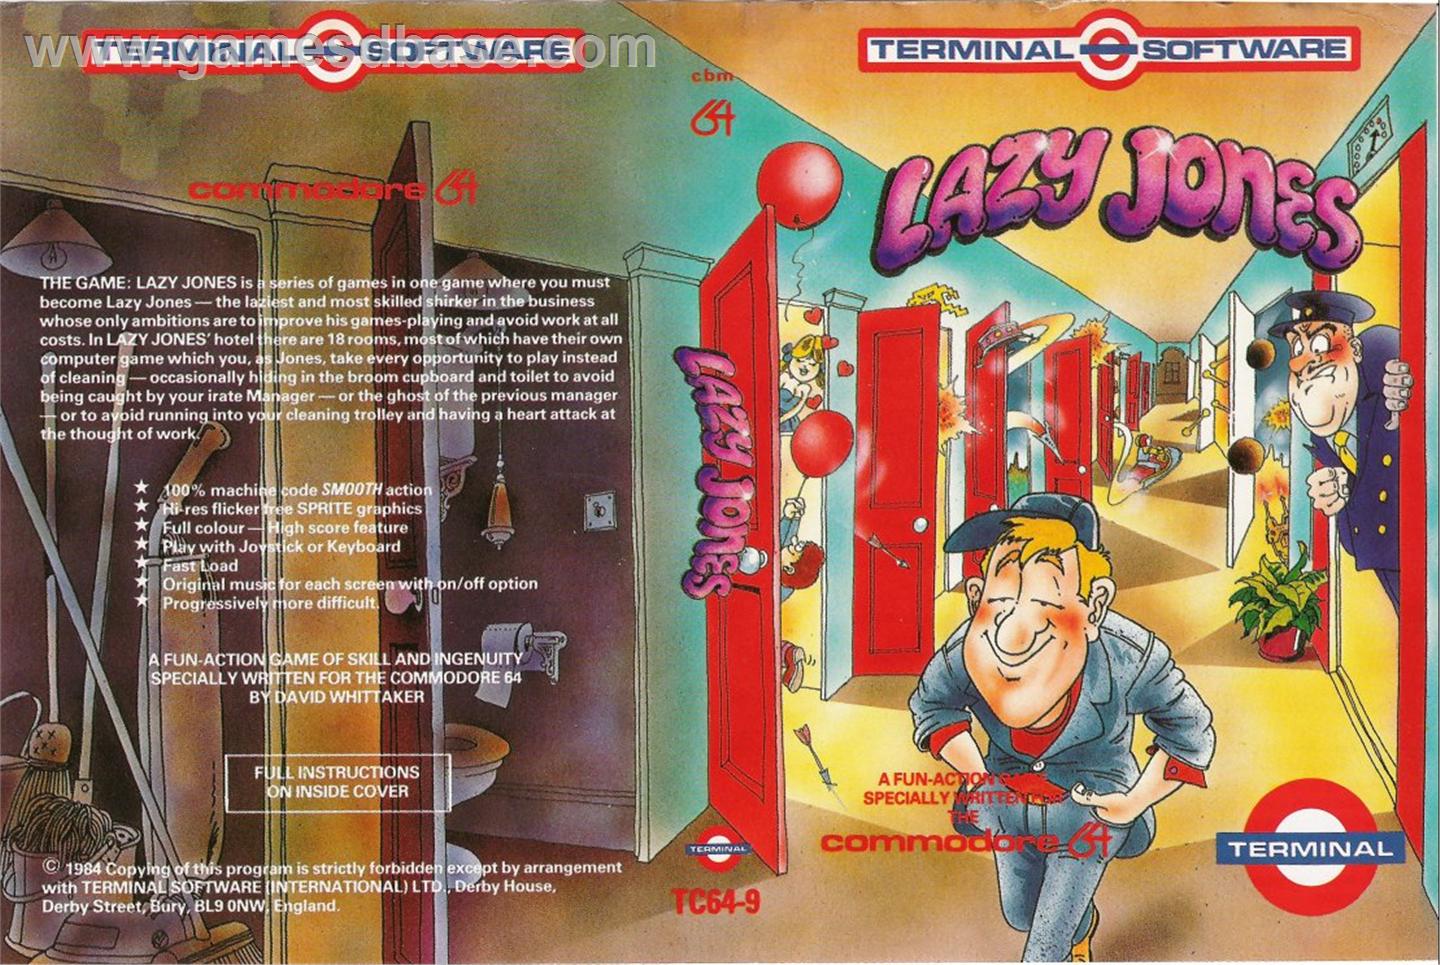 www.gamesdbase.com
TERMINAL SOFTWARE
commodore 64
THE GAME: LAZY JONES is a series of games in one game where you must
become Lazy Jones — the laziest and most skilled shirker in the business
whose only ambitions are to improve his games-playing and avoid work at all
costs. In LAZY JONES' hotel there are 18 rooms, most of which have their own
computer game which you, as Jones, take every opportunity to play instead
of cleaning — occasionally hiding in the broom cupboard and toilet to avoid
being caught by your irate Manager — or the ghost of the previous manager
— or to avoid running into your cleaning trolley and having a heart attack at
the thought of work.
★ 100% machine code SMOOTH action
★ Hi-res flicker free SPRITE graphics
★ Full colour — High score feature
★ Play with Joystick or Keyboard
★ Fast Load
★ Original music for each screen with on/off option
★ Progressively more difficult.
A FUN-ACTION GAME OF SKILL AND INGENUITY
SPECIALLY WRITTEN FOR THE COMMODORE 64
BY DAVID WHITTAKER
FULL INSTRUCTIONS
ON INSIDE COVER
© 1984 Copying of this program is strictly forbidden except by arrangement
with TERMINAL SOFTWARE (INTERNATIONAL) LTD., Derby House,
Derby Street, Bury, BL9 0NW, England.
cbm
64
LAZY JONES
TERMINAL
TC64-9
TERMINAL SOFTWARE
LAZY JONES
A FUN-ACTION GAME
SPECIALLY WRITTEN FOR
THE
commodore 64
TERMINAL